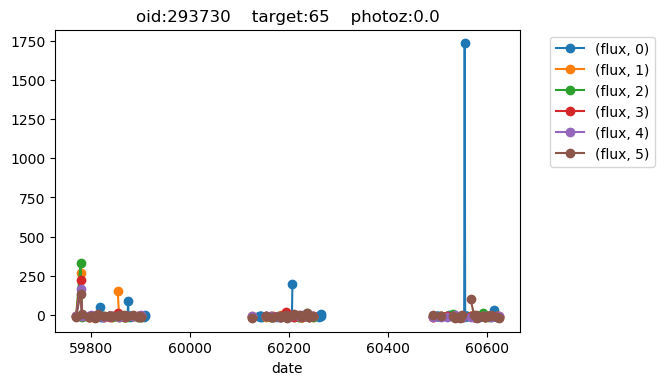 oid:293730 target:65 photoz:0.0
1750
1500
1250
1000
750
500
250
0
59800 60000 60200 60400 60600
date
(flux, 0)
(flux, 1)
(flux, 2)
(flux, 3)
(flux, 4)
(flux, 5)